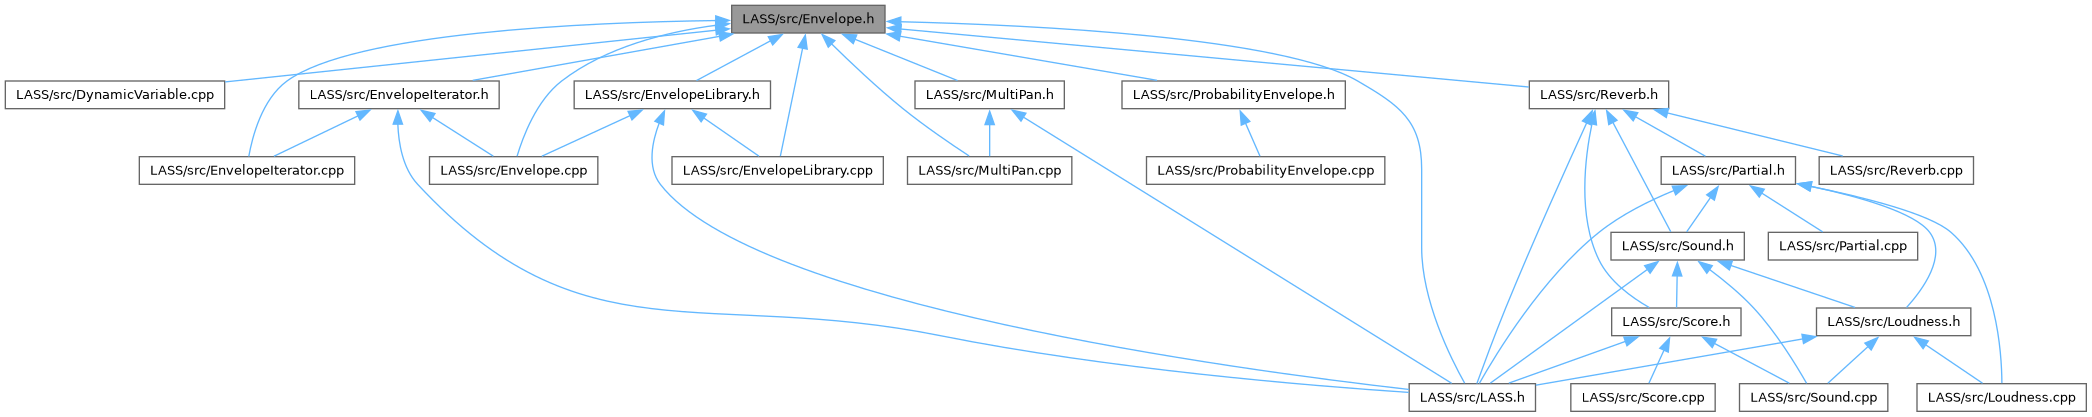 LASS/src/Envelope.h
LASS/src/DynamicVariable.cpp
LASS/src/EnvelopeIterator.h
LASS/src/EnvelopeLibrary.h
LASS/src/MultiPan.h
LASS/src/ProbabilityEnvelope.h
LASS/src/Reverb.h
LASS/src/EnvelopeIterator.cpp
LASS/src/Envelope.cpp
LASS/src/EnvelopeLibrary.cpp
LASS/src/MultiPan.cpp
LASS/src/ProbabilityEnvelope.cpp
LASS/src/Partial.h
LASS/src/Reverb.cpp
LASS/src/Sound.h
LASS/src/Partial.cpp
LASS/src/Score.h
LASS/src/Loudness.h
LASS/src/LASS.h
LASS/src/Score.cpp
LASS/src/Sound.cpp
LASS/src/Loudness.cpp